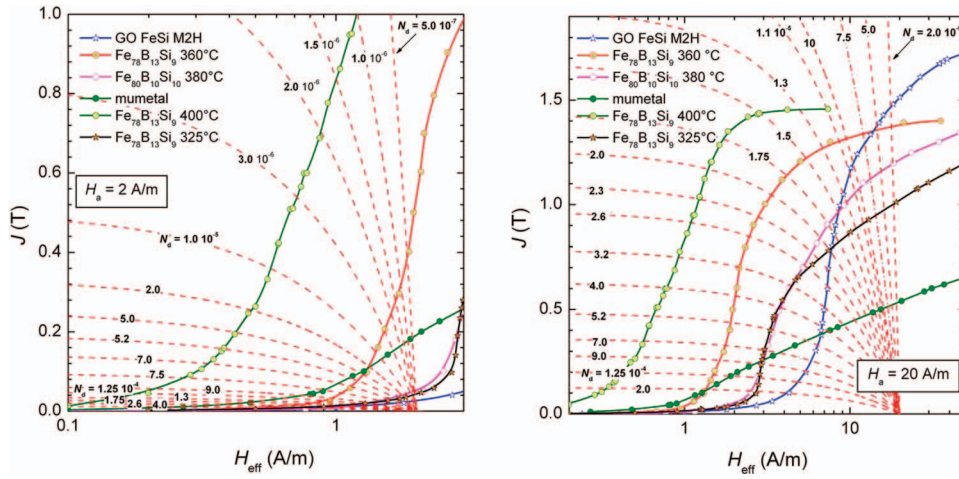 1.0
0.8
0.6
0.4
0.2
0.0
J (T)
0.1
1
H_eff (A/m)
GO FeSi M2H
Fe78B13Si9 360°C
Fe80B10Si10 380°C
mumetal
Fe78B13Si9 400°C
Fe78B13Si9 325°C
H_a = 2 A/m
N_d = 5.0 10^-7
1.5 10^-6
1.0 10^-6
2.0 10^-6
3.0 10^-6
N_d = 1.0 10^-5
2.0
5.0
5.2
7.0
7.5
9.0
N_d = 1.25 10^-4
1.3
1.75
2.6
4.0
1.5
1.0
0.5
0.0
J (T)
1
10
H_eff (A/m)
GO FeSi M2H
Fe78B13Si9 360 °C
Fe80B10Si10 380 °C
mumetal
Fe78B13Si9 400°C
Fe78B13Si9 325°C
H_a = 20 A/m
1.1 10^-5
10
7.5
5.0
N_d = 2.0 10^-6
1.3
1.5
1.75
2.0
2.3
2.6
3.2
4.0
5.2
7.0
9.0
N_d = 1.25 10^-4
2.0